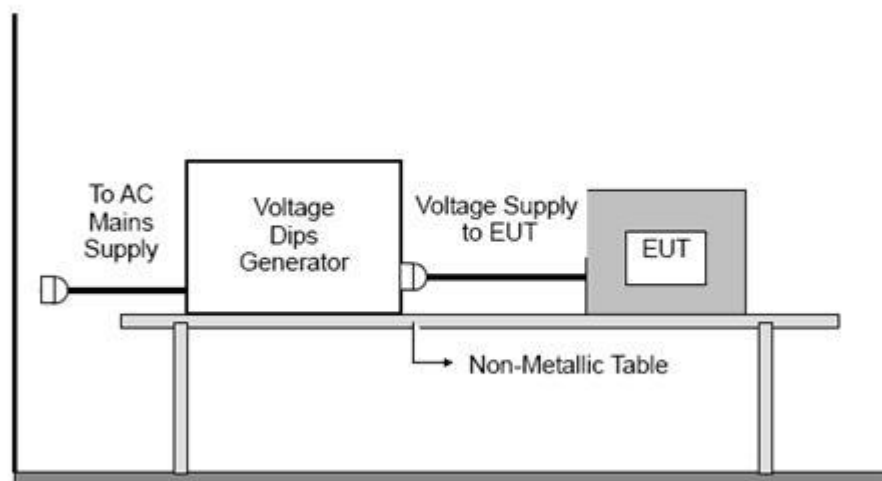 To AC
Mains
Supply
Voltage
Dips
Generator
Voltage Supply
to EUT
EUT
Non-Metallic Table